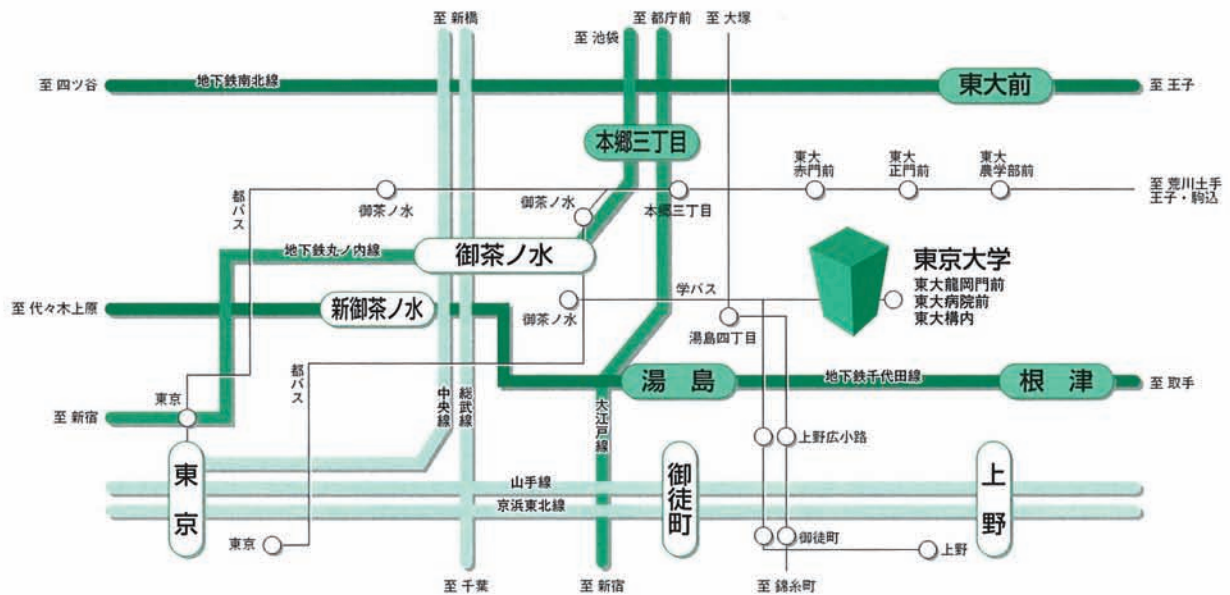 至 新橋
至 池袋
至 都庁前
至 大塚
至 四ツ谷
地下鉄南北線
東大前
至 王子
本郷三丁目
都バス
御茶ノ水
御茶ノ水
本郷三丁目
東大
赤門前
東大
正門前
東大
農学部前
至 荒川土手
王子・駒込
地下鉄丸ノ内線
御茶ノ水
東京大学
東大龍岡門前
東大病院前
東大構内
至 代々木上原
新御茶ノ水
御茶ノ水
学バス
湯島四丁目
都バス
中央線
総武線
湯島
地下鉄千代田線
根津
至 取手
東京
至 新宿
大江戸線
上野広小路
東京
山手線
京浜東北線
御徒町
上野
東京
御徒町
上野
至 千葉
至 新宿
至 錦糸町